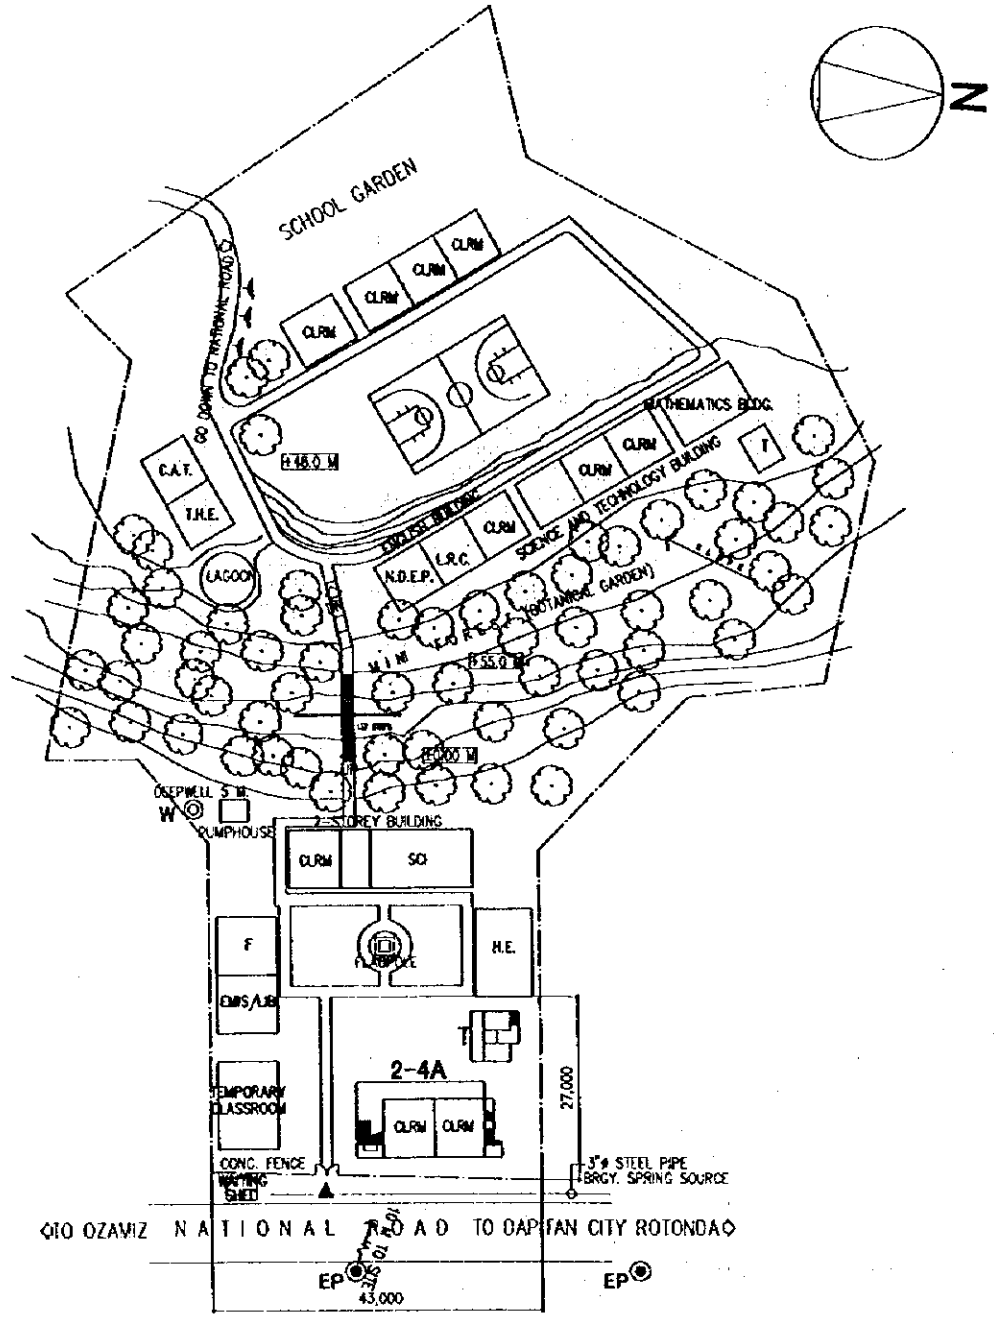 N
SCHOOL GARDEN
CLRM
CLRM
CLRM
CLRM
GO DOWN TO NATIONAL ROAD
MATHEMATICS BLDG.
CLRM
CLRM
T
+48.0 M
C.A.T.
T.H.E.
ENGLISH BUILDING
SCIENCE AND TECHNOLOGY BUILDING
CLRM
L.R.C.
N.D.E.P.
LAGOON
MINI FOREST (BOTANICAL GARDEN)
+55.0 M
DEEPWELL 5 M.
W
PUMPHOUSE
2-STOREY BUILDING
CLRM
SCI
F
FLAGPOLE
H.E.
EMIS/LIB
T
2-4A
TEMPORARY
CLASSROOM
CLRM
CLRM
27,000
CONC. FENCE
WAITING
SHED
3"ø STEEL PIPE
BRGY. SPRING SOURCE
TO OZAMIZ
NATIONAL ROAD
TO DAPITAN CITY ROTONDA
10 M TO SITE
EP
EP
43,000